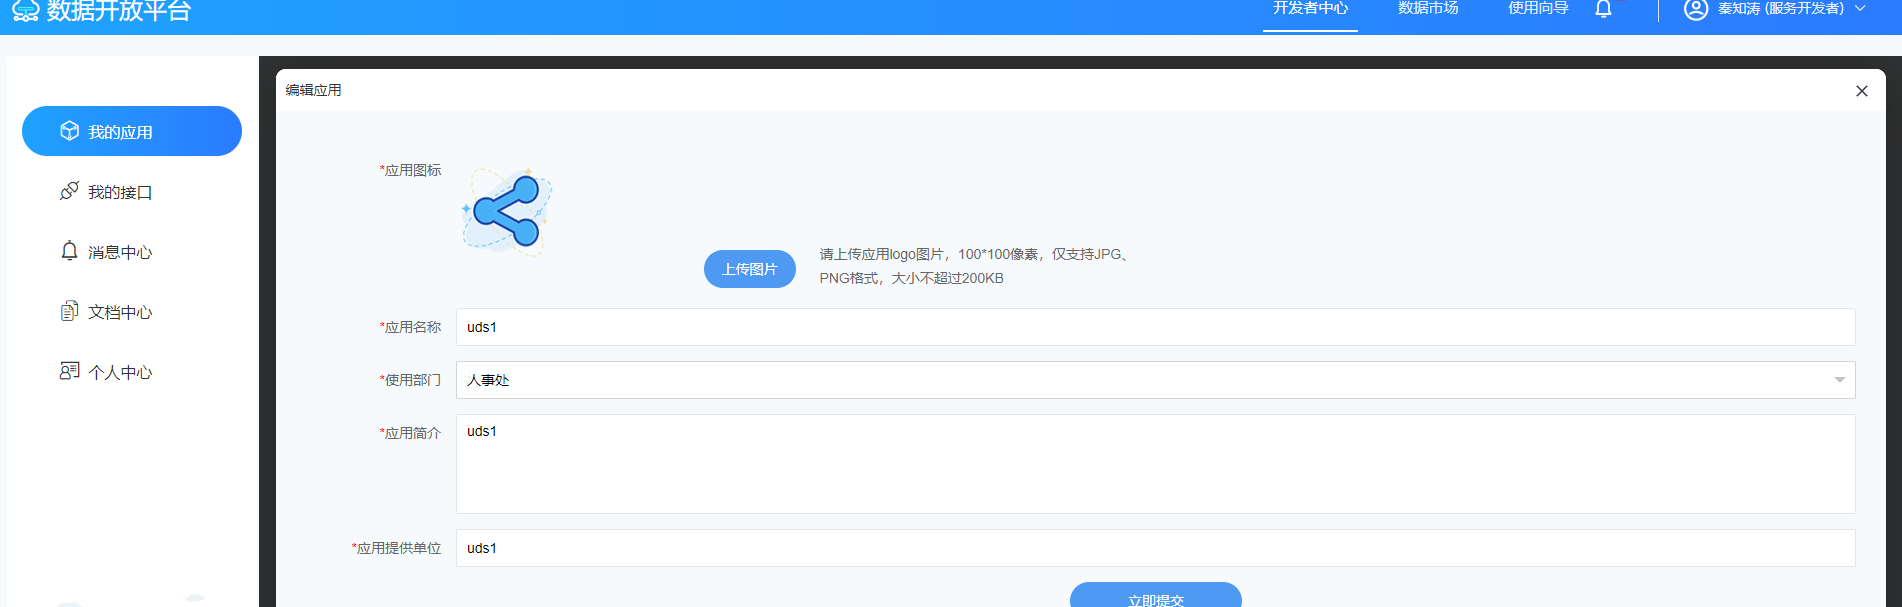 数据开放平台
开发者中心
数据市场
使用向导
秦知涛 (服务开发者)
我的应用
我的接口
消息中心
文档中心
个人中心
编辑应用
*应用图标
上传图片
请上传应用logo图片，100*100像素，仅支持JPG、
PNG格式，大小不超过200KB
*应用名称
uds1
*使用部门
人事处
*应用简介
uds1
*应用提供单位
uds1
立即提交